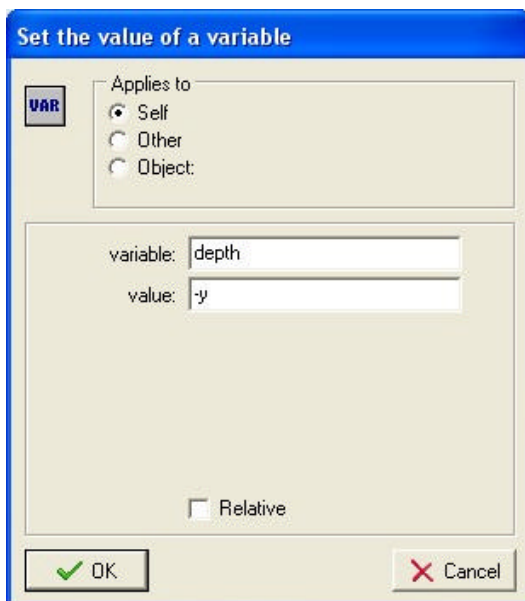 Set the value of a variable
VAR
Applies to
Self
Other
Object:
variable: depth
value: -y
Relative
OK
Cancel